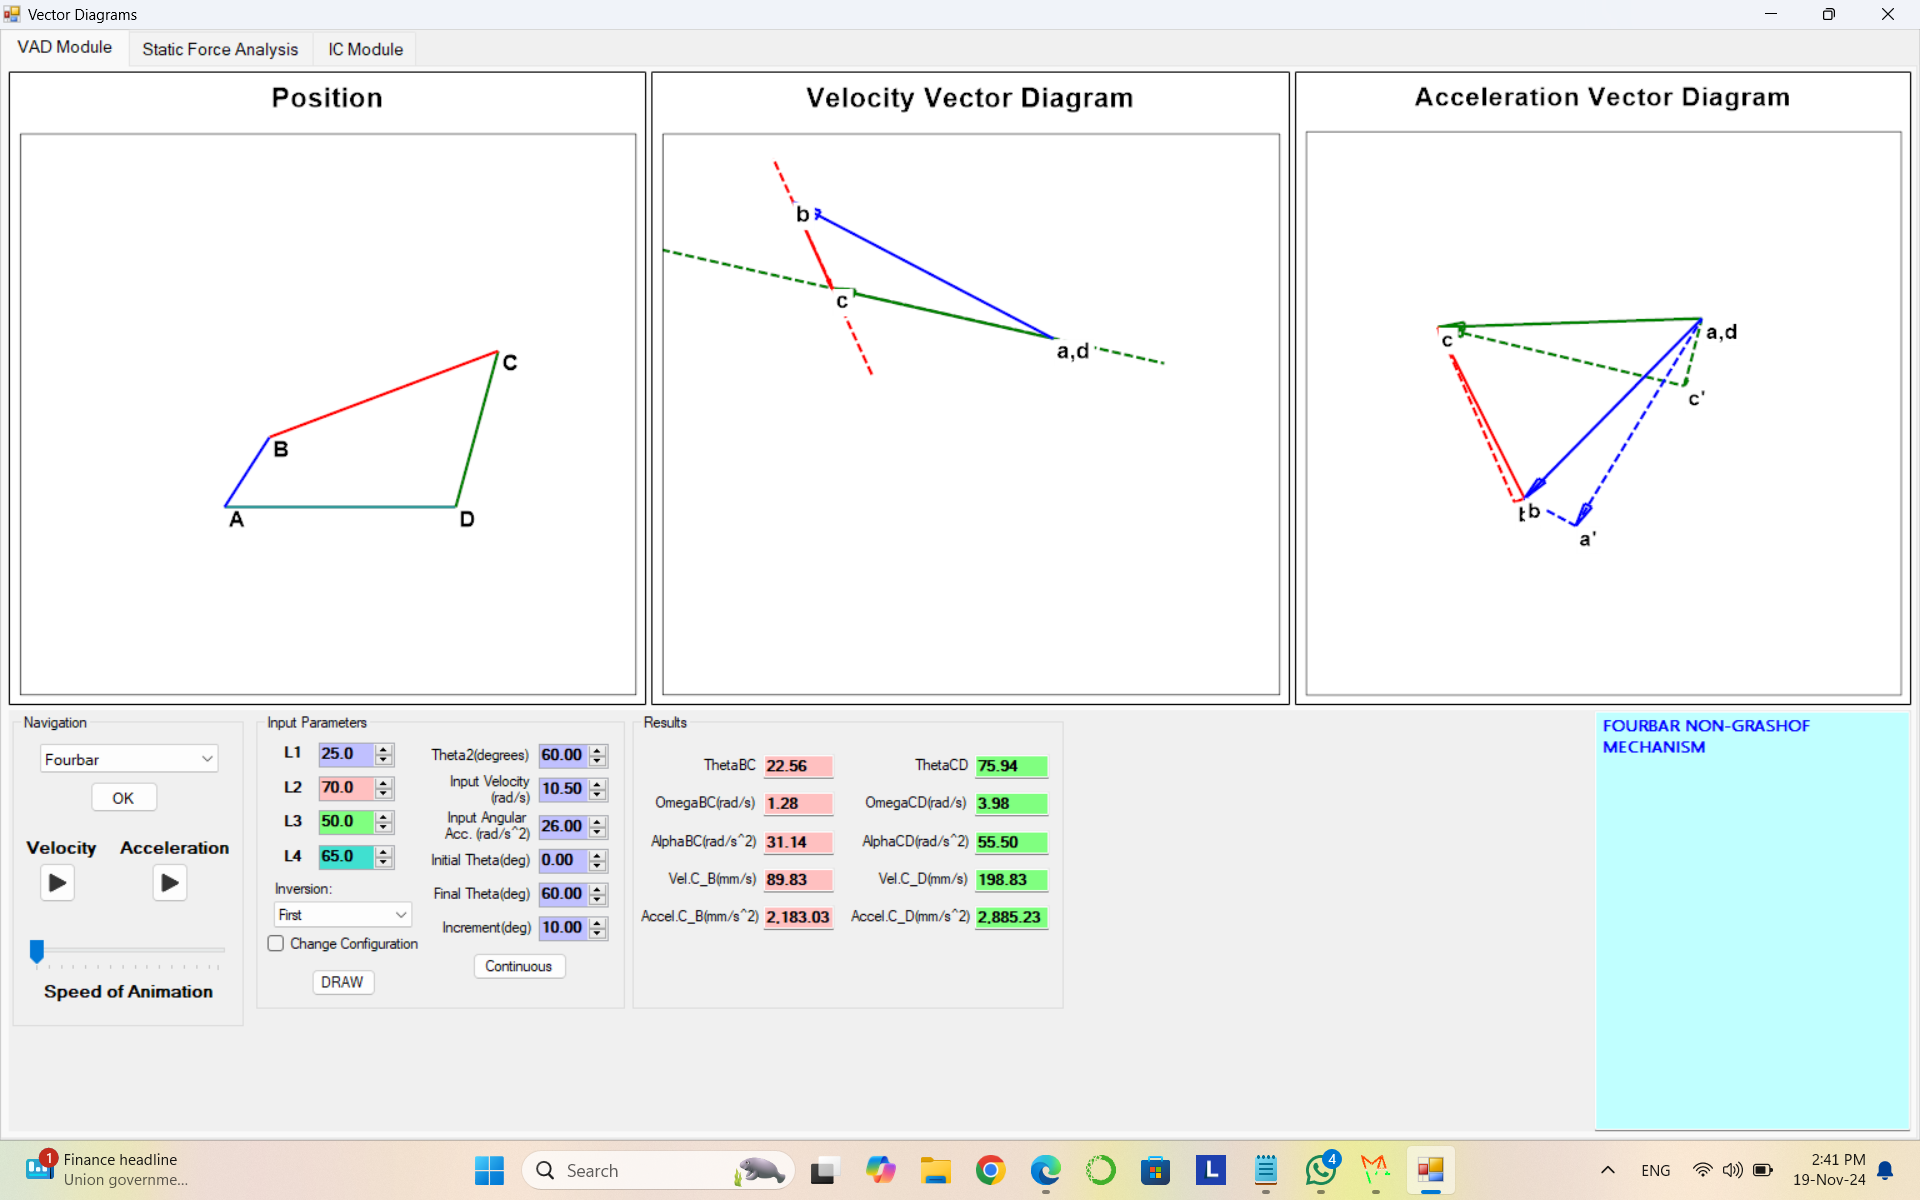 Vector Diagrams
VAD Module
Static Force Analysis
IC Module
Position
Velocity Vector Diagram
Acceleration Vector Diagram
C
B
A
D
b
c
a,d
a,d
c
c'
b
a'
Navigation
Fourbar
OK
Velocity
Acceleration
Speed of Animation
Input Parameters
L1 25.0
L2 70.0
L3 50.0
L4 65.0
Inversion:
First
Change Configuration
DRAW
Theta2(degrees) 60.00
Input Velocity
(rad/s) 10.50
Input Angular
Acc. (rad/s^2) 26.00
Initial Theta(deg) 0.00
Final Theta(deg) 60.00
Increment(deg) 10.00
Continuous
Results
ThetaBC 22.56 ThetaCD 75.94
OmegaBC(rad/s) 1.28 OmegaCD(rad/s) 3.98
AlphaBC(rad/s^2) 31.14 AlphaCD(rad/s^2) 55.50
Vel.C_B(mm/s) 89.83 Vel.C_D(mm/s) 198.83
Accel.C_B(mm/s^2) 2,183.03 Accel.C_D(mm/s^2) 2,885.23
FOURBAR NON-GRASHOF
MECHANISM
1
Finance headline
Union governme...
Search
L
4
ENG
2:41 PM
19-Nov-24